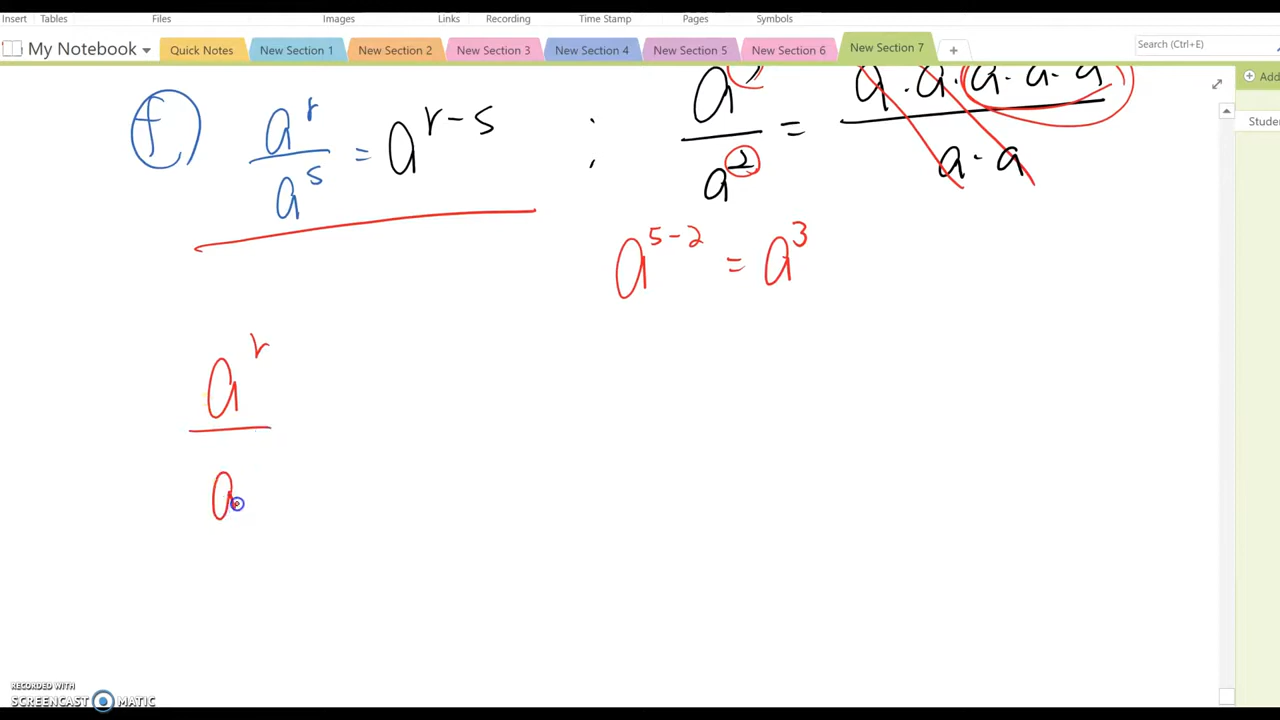 Insert Tables Files Images Links Recording Time Stamp Pages Symbols
My Notebook Quick Notes New Section 1 New Section 2 New Section 3 New Section 4 New Section 5 New Section 6 New Section 7 + Search (Ctrl+E)
Add
Student
f a^r / a^s = a^(r-s) : a / a^2 = a · a · a · a · a / a · a
a^(5-2) = a^3
a^r / a
RECORDED WITH
SCREENCAST MATIC